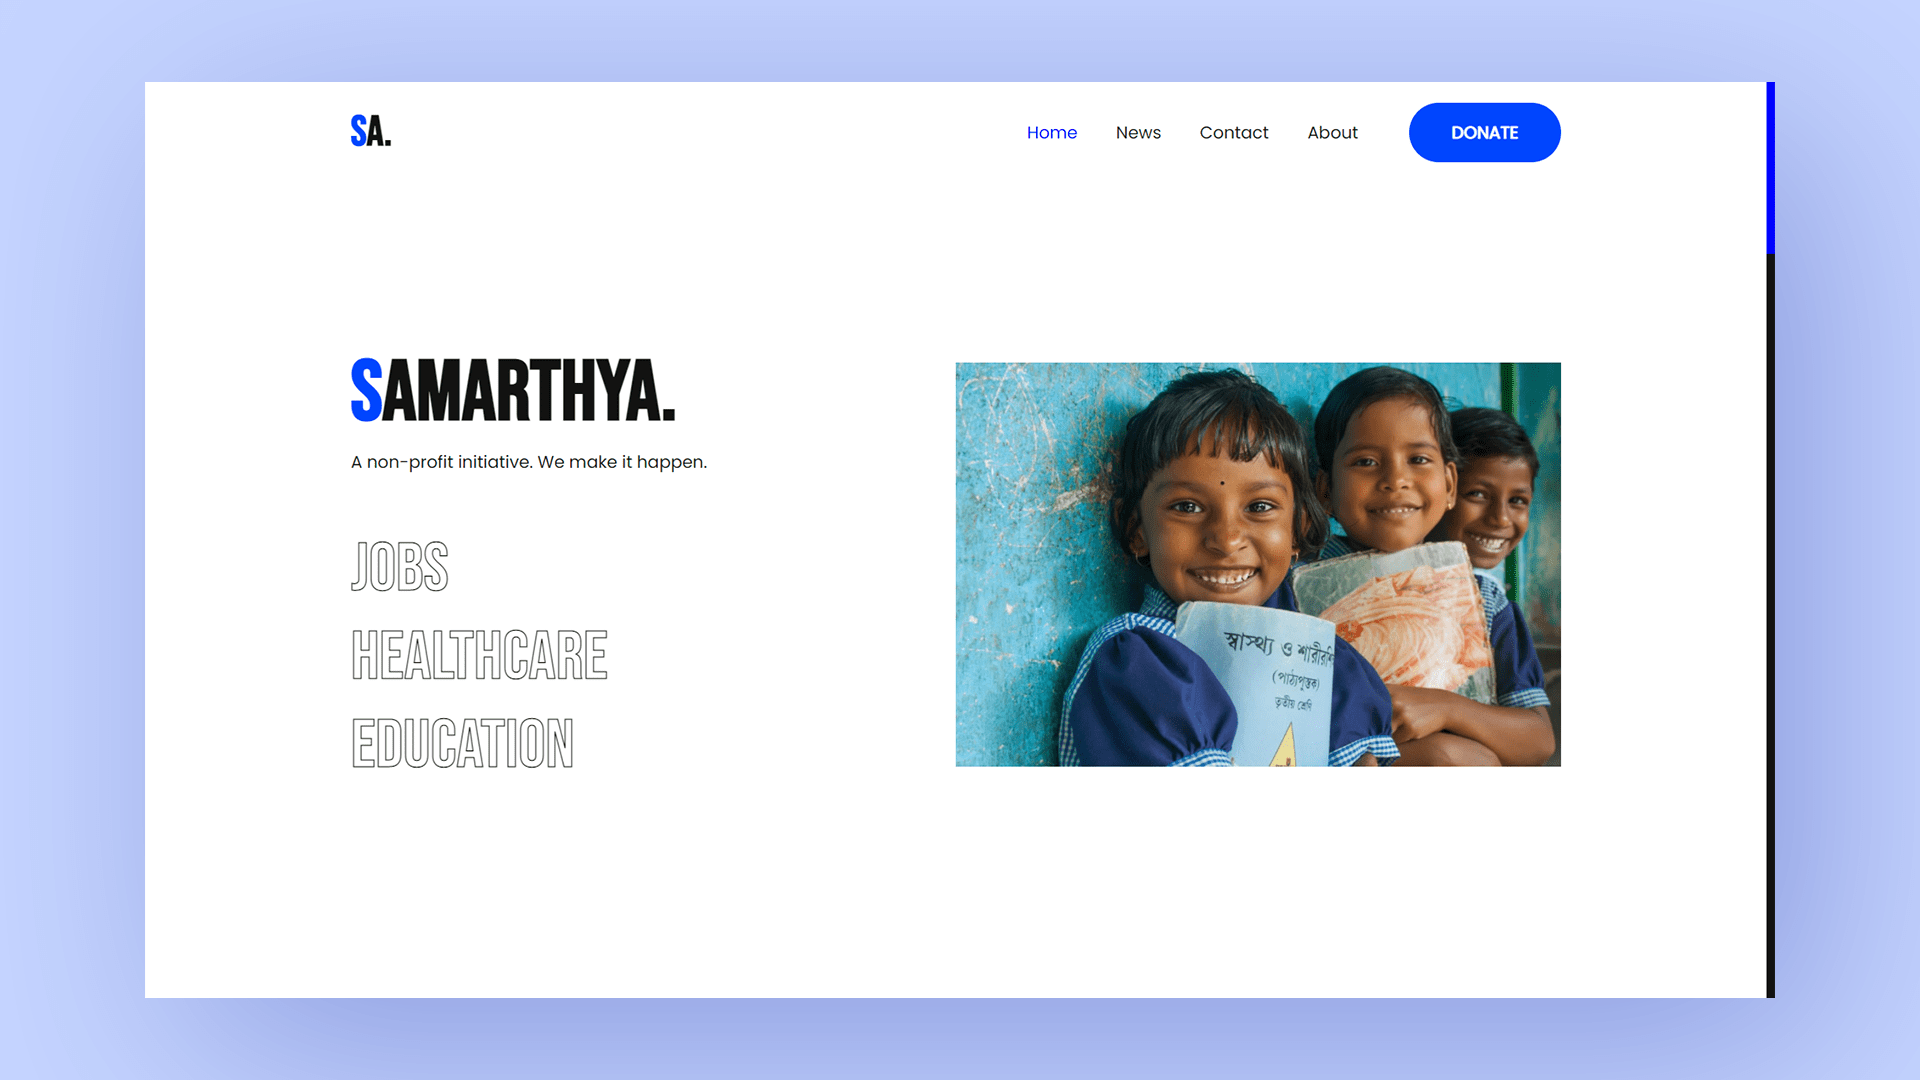 SA.
Home News Contact About DONATE
SAMARTHYA.
A non-profit initiative. We make it happen.
JOBS
HEALTHCARE
EDUCATION
স্বাস্থ্য ও
(পাঠ্যপুস্তক)
তৃতীয় শ্রেণি